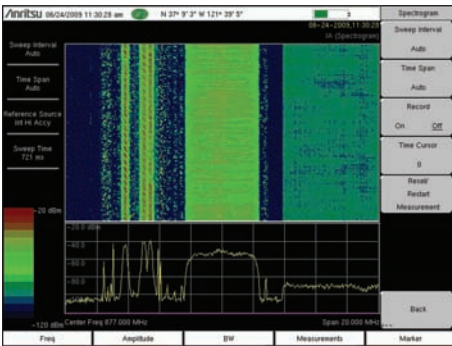 Anritsu 06/24/2009 11:30:29 am N 37° 9' 3" W 121° 39' 5"
08-24-2009,11:30:29
IA (Spectrogram)
Spectrogram
Sweep Interval
Auto
Time Span
Auto
Reference Source
Int Hi Accy
Sweep Time
721 ms
-20 dBm
-120 dBm
-20.0 dBm
-40.0
-60.0
-80.0
Center Freq 877.000 MHz
Span 20.000 MHz
Sweep Interval
Auto
Time Span
Auto
Record
On Off
Time Cursor
0
Reset/
Restart
Measurement
Back
Freq
Amplitude
BW
Measurements
Marker